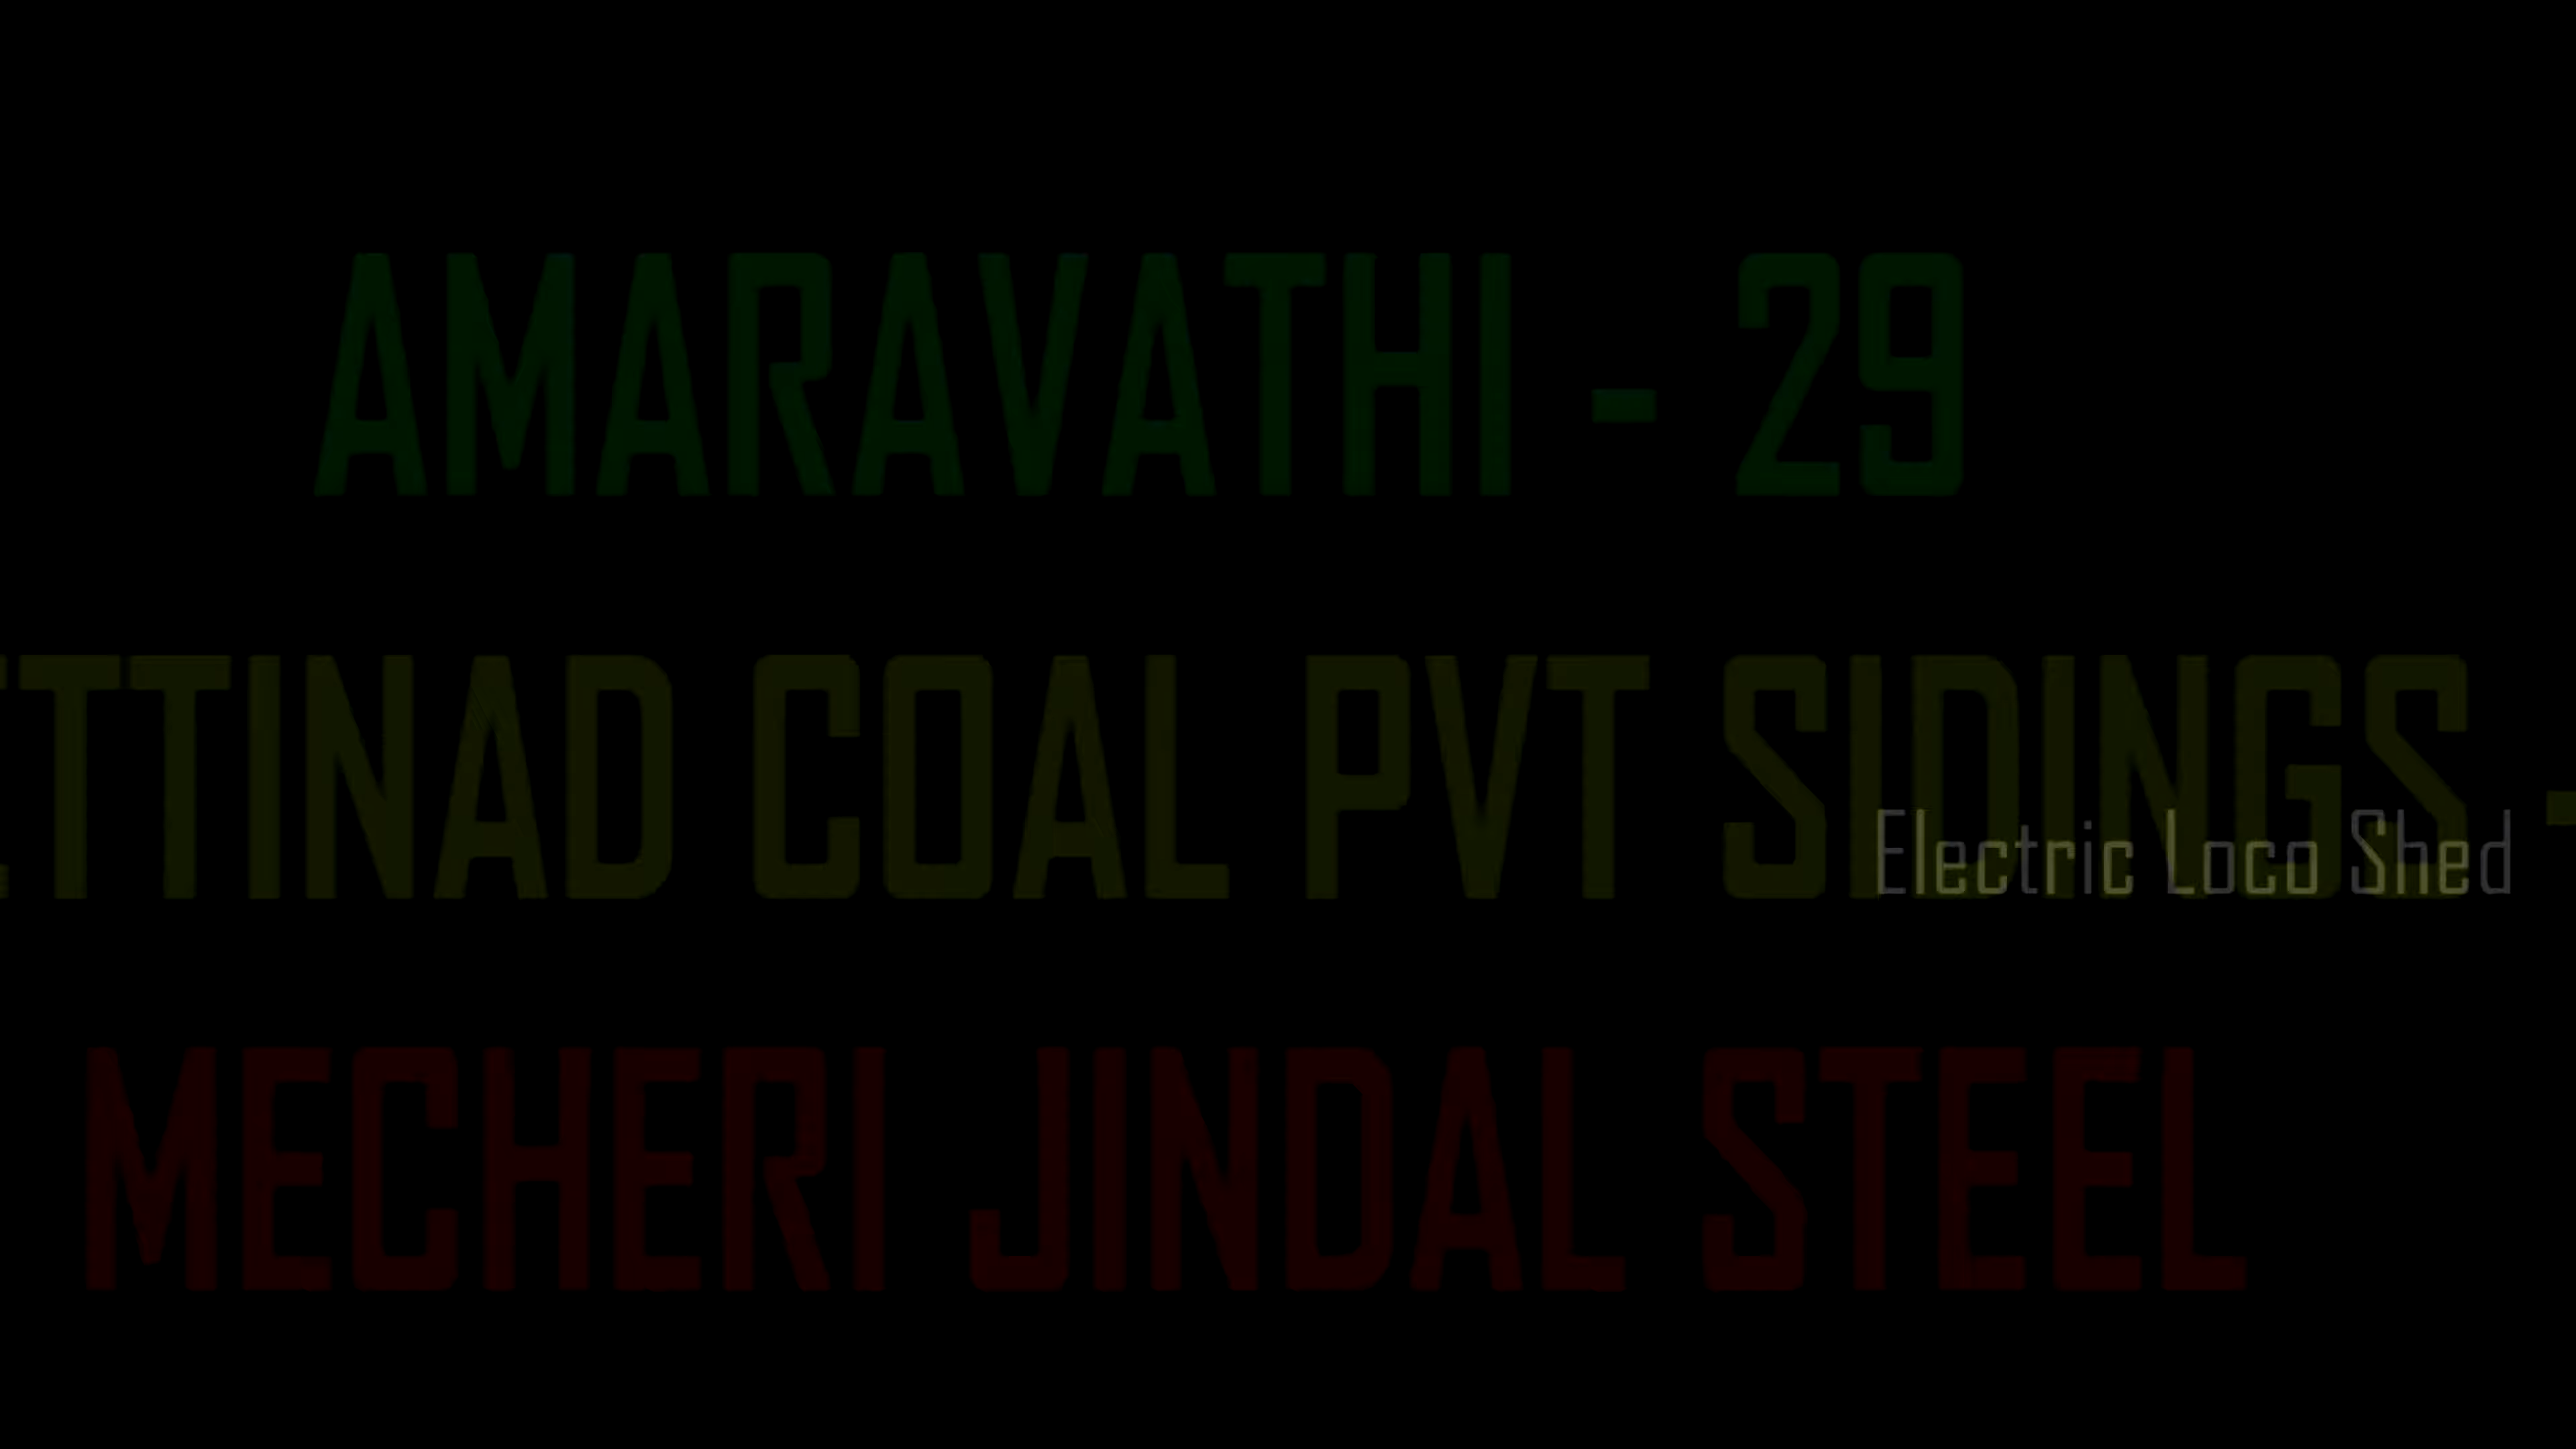 AMARAVATHI - 29
TTINAD COAL PVT SIDINGS -
Electric Loco Shed
MECHERI JINDAL STEEL